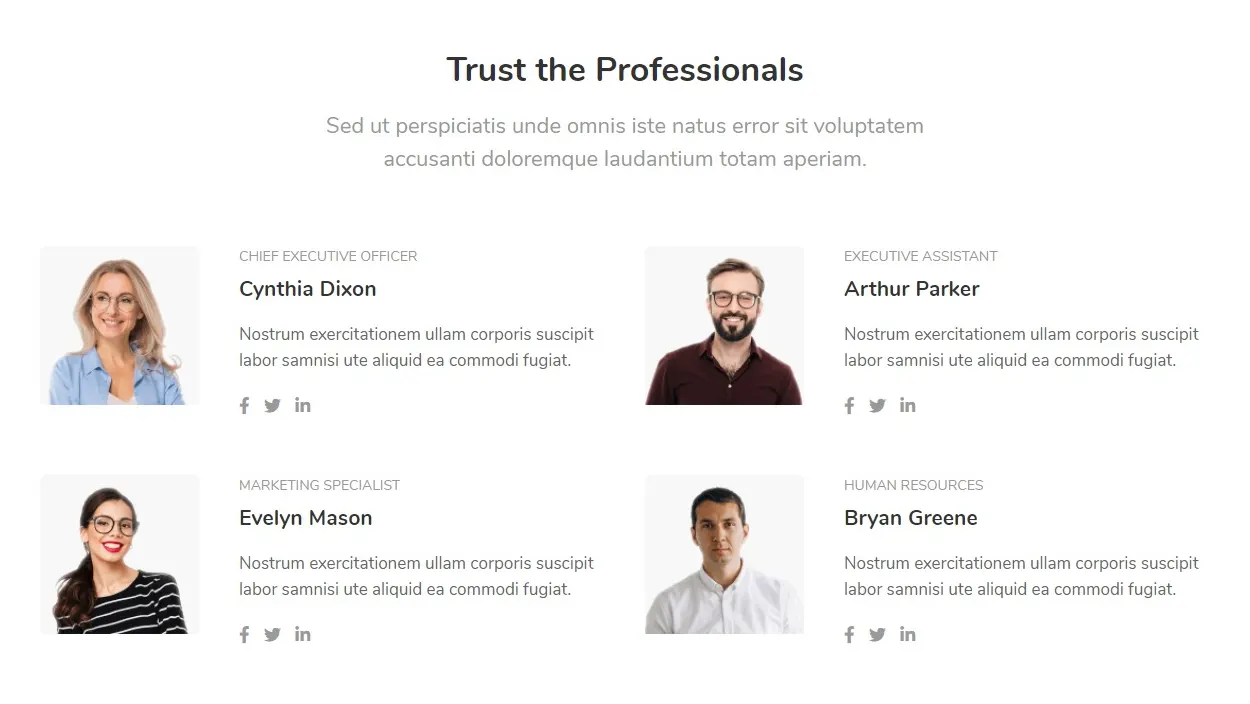 Trust the Professionals
Sed ut perspiciatis unde omnis iste natus error sit voluptatem
accusanti doloremque laudantium totam aperiam.
CHIEF EXECUTIVE OFFICER
Cynthia Dixon
Nostrum exercitationem ullam corporis suscipit
labor samnisi ute aliquid ea commodi fugiat.
EXECUTIVE ASSISTANT
Arthur Parker
Nostrum exercitationem ullam corporis suscipit
labor samnisi ute aliquid ea commodi fugiat.
MARKETING SPECIALIST
Evelyn Mason
Nostrum exercitationem ullam corporis suscipit
labor samnisi ute aliquid ea commodi fugiat.
HUMAN RESOURCES
Bryan Greene
Nostrum exercitationem ullam corporis suscipit
labor samnisi ute aliquid ea commodi fugiat.